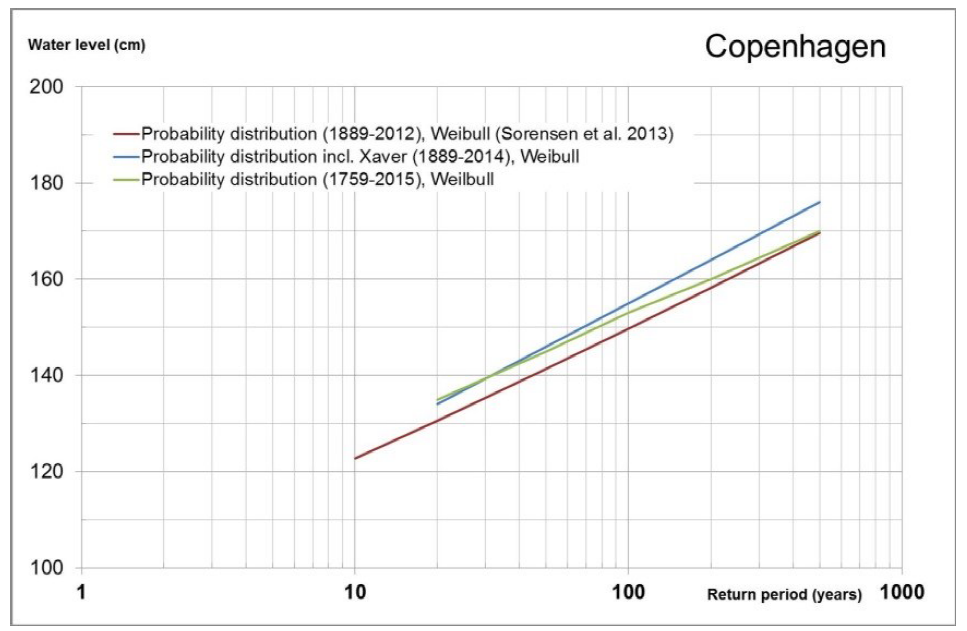 Water level (cm)
Copenhagen
200
Probability distribution (1889-2012), Weibull (Sorensen et al. 2013)
Probability distribution incl. Xaver (1889-2014), Weibull
Probability distribution (1759-2015), Weilbull
180
160
140
120
100
1 10 100 Return period (years) 1000